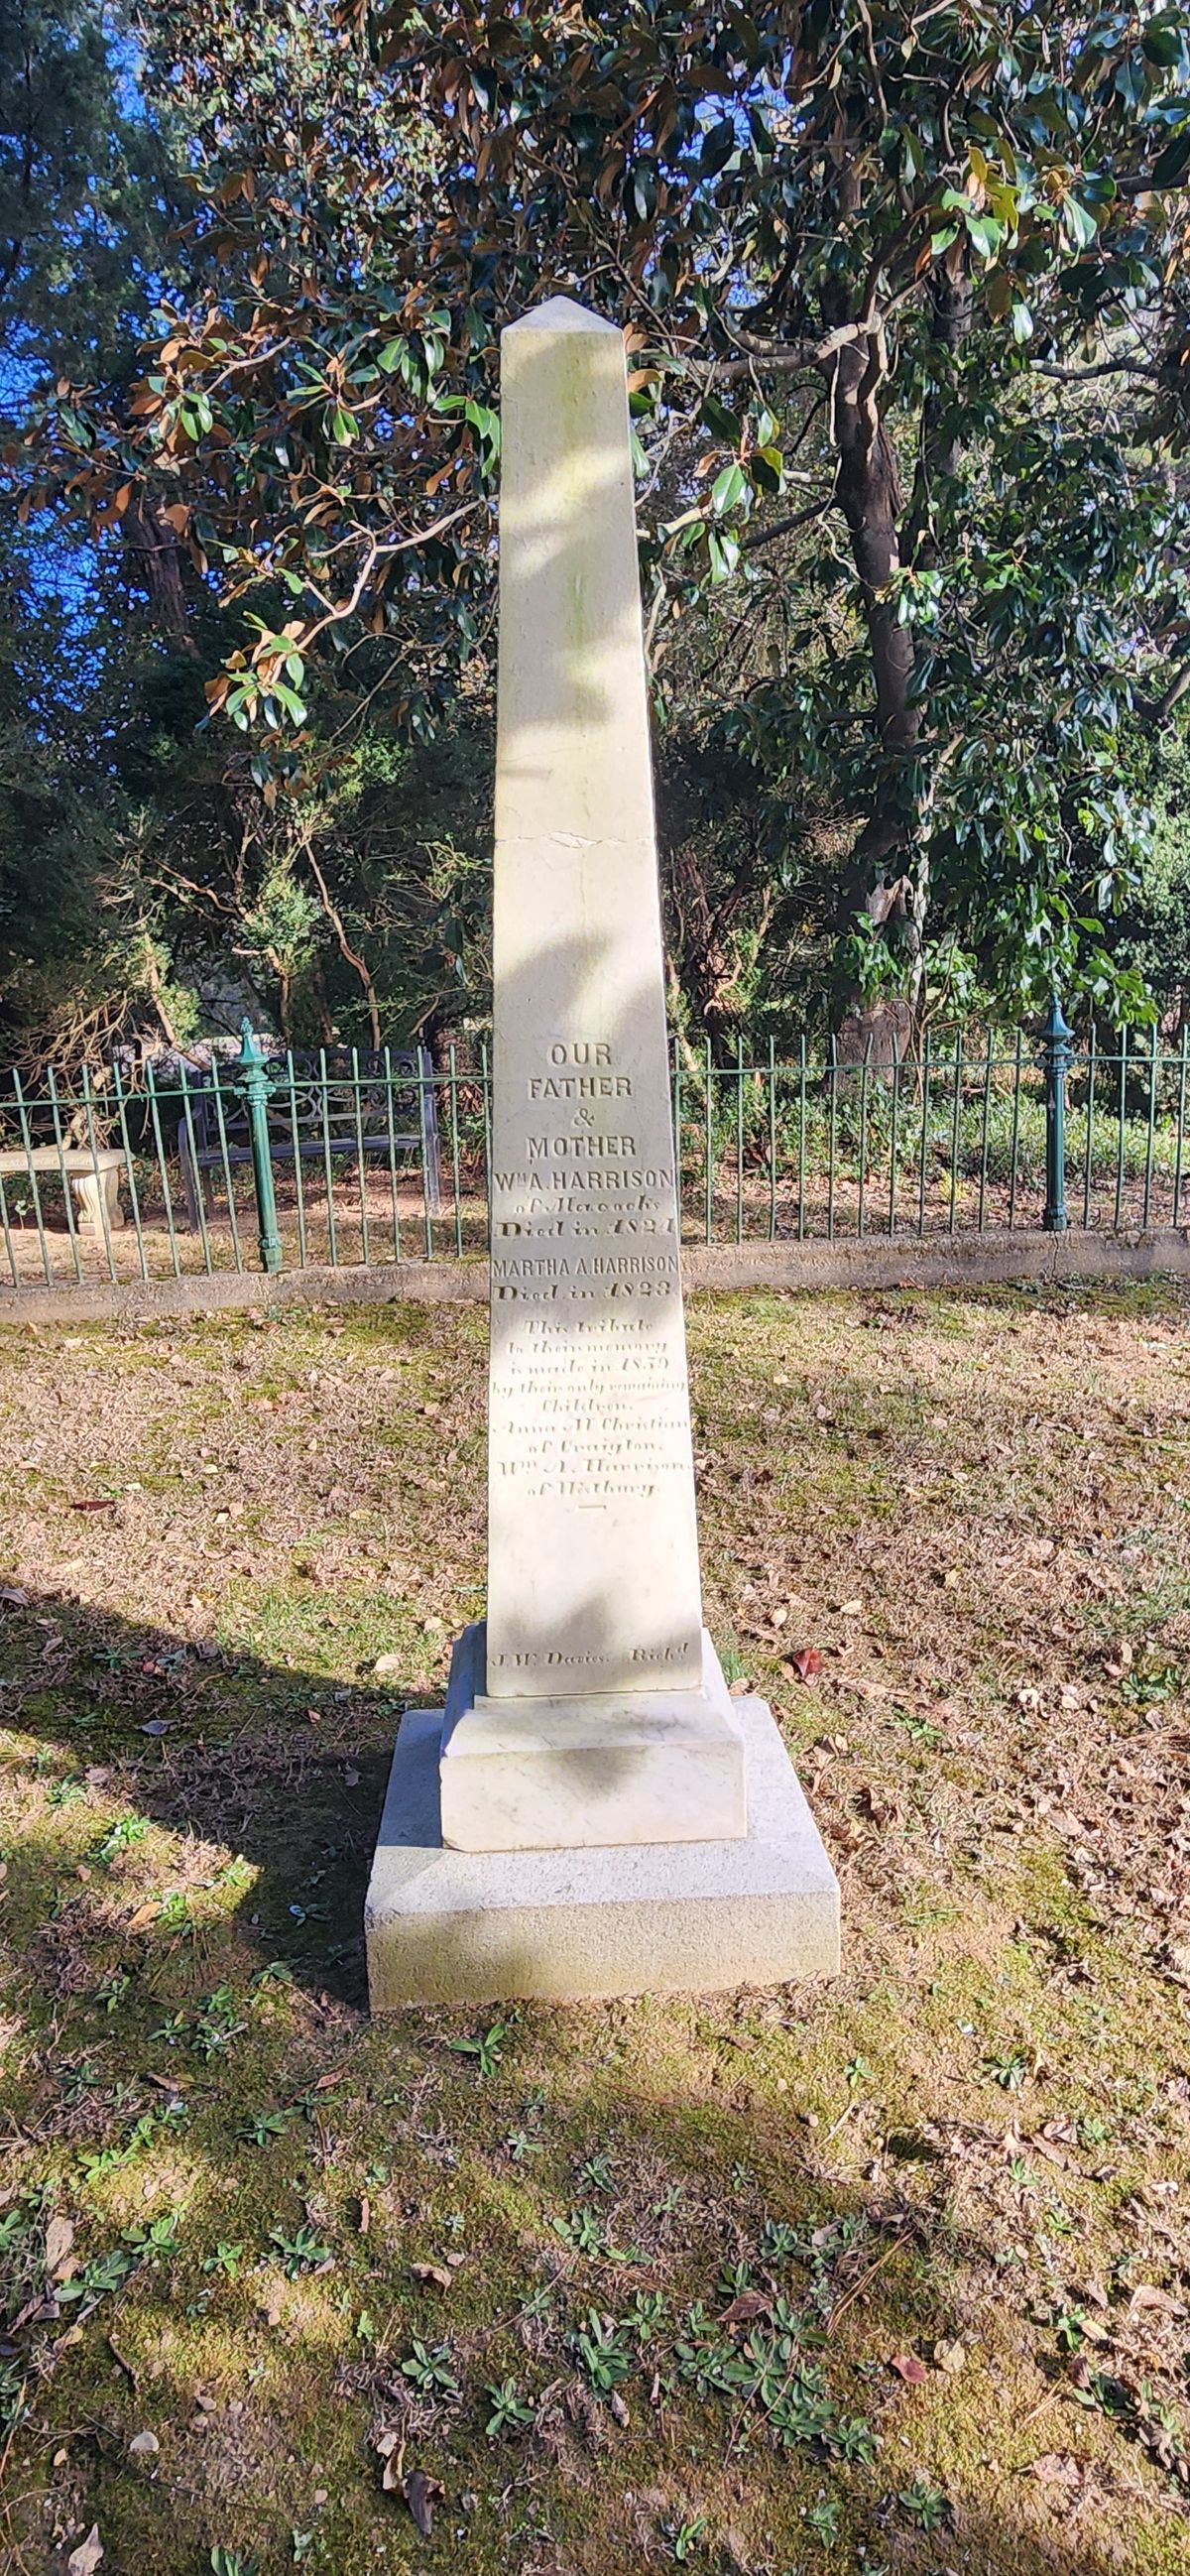 OUR
FATHER
&
MOTHER
Wᴹ A. HARRISON
of Maycocks
Died in 1821
MARTHA A. HARRISON
Died in 1823.
This tribute
to their memory
is made in 1859
by their only remaining
Children.
Anna M Christian
of Craigton.
Wᵐ A. Harrison
of Westbury.
J. W. Davies. Richᵈ